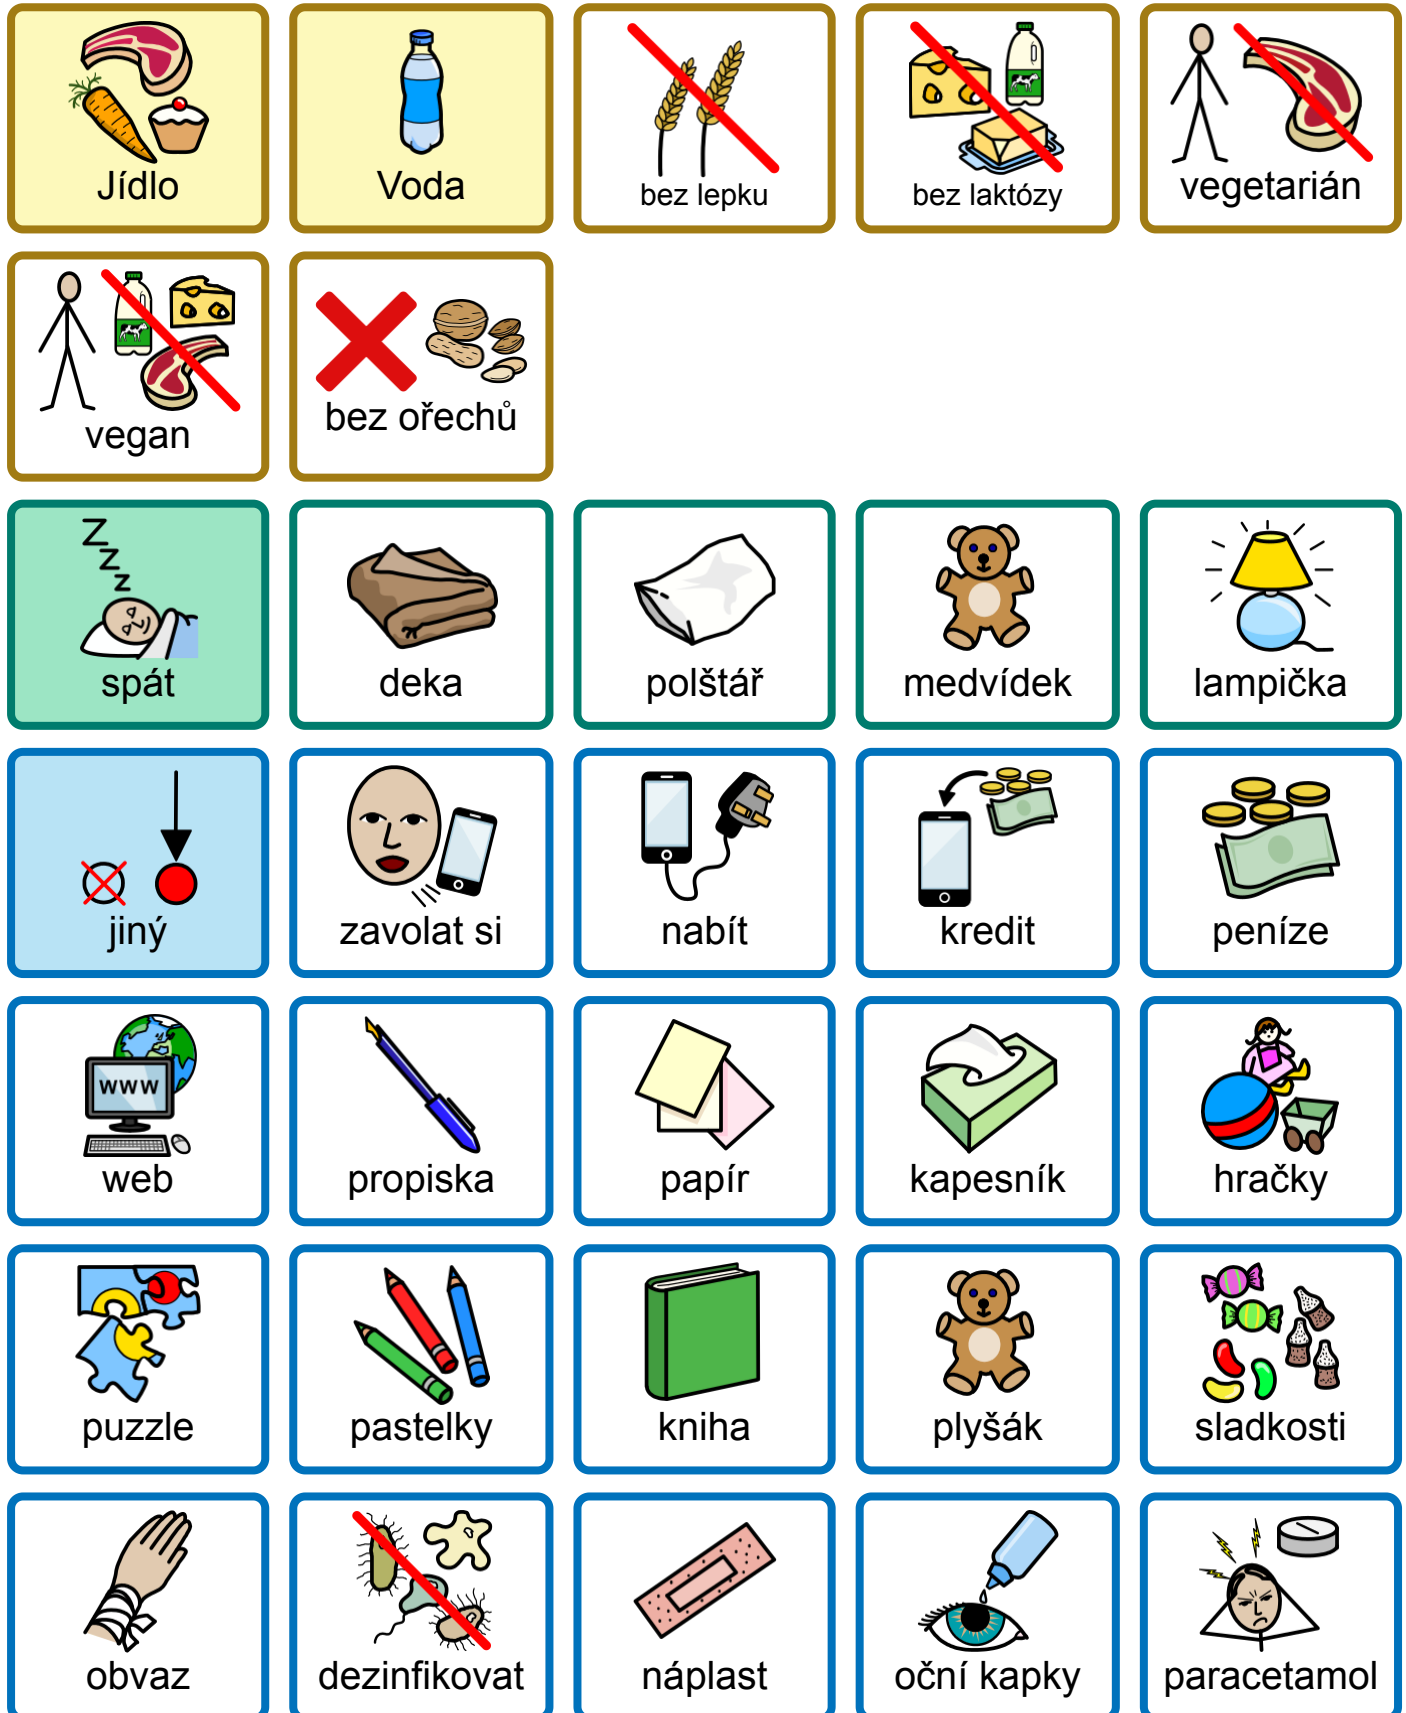 Jídlo
Voda
bez lepku
bez laktózy
vegetarián
vegan
bez ořechů
Z
Z
Z
spát
deka
polštář
medvídek
lampička
jiný
zavolat si
nabít
kredit
peníze
www
web
propiska
papír
kapesník
hračky
puzzle
pastelky
kniha
plyšák
sladkosti
obvaz
dezinfikovat
náplast
oční kapky
paracetamol